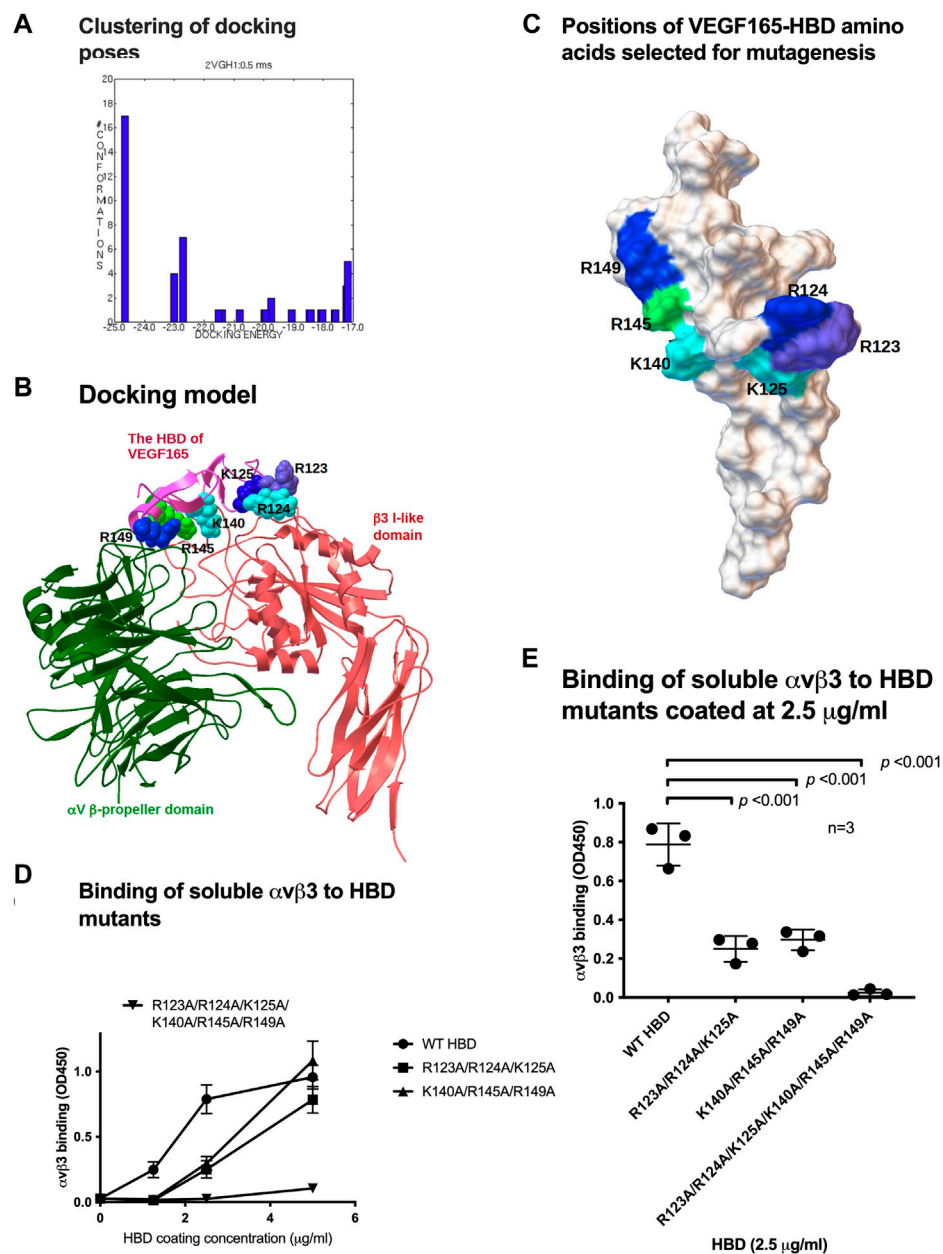 A
Clustering of docking
poses
2VGH1:0.5 rms
20
18
16
14
12
10
8
6
4
2
0
#CONFORMATIONS
-25.0 -24.0 -23.0 -22.0 -21.0 -20.0 -19.0 -18.0 -17.0
DOCKING ENERGY
B
Docking model
The HBD of
VEGF165
K125
R123
R124
K140
R149
R145
β3 I-like
domain
αV β-propeller domain
C
Positions of VEGF165-HBD amino
acids selected for mutagenesis
R149
R124
R145
R123
K140
K125
D
Binding of soluble αvβ3 to HBD
mutants
R123A/R124A/K125A/
K140A/R145A/R149A
WT HBD
R123A/R124A/K125A
K140A/R145A/R149A
αvβ3 binding (OD450)
1.0
0.5
0.0
0 2 4 6
HBD coating concentration (μg/ml)
E
Binding of soluble αvβ3 to HBD
mutants coated at 2.5 μg/ml
p <0.001
p <0.001
p <0.001
n=3
αvβ3 binding (OD450)
1.0
0.8
0.6
0.4
0.2
0.0
WT HBD
R123A/R124A/K125A
K140A/R145A/R149A
R123A/R124A/K125A/K140A/R145A/R149A
HBD (2.5 μg/ml)